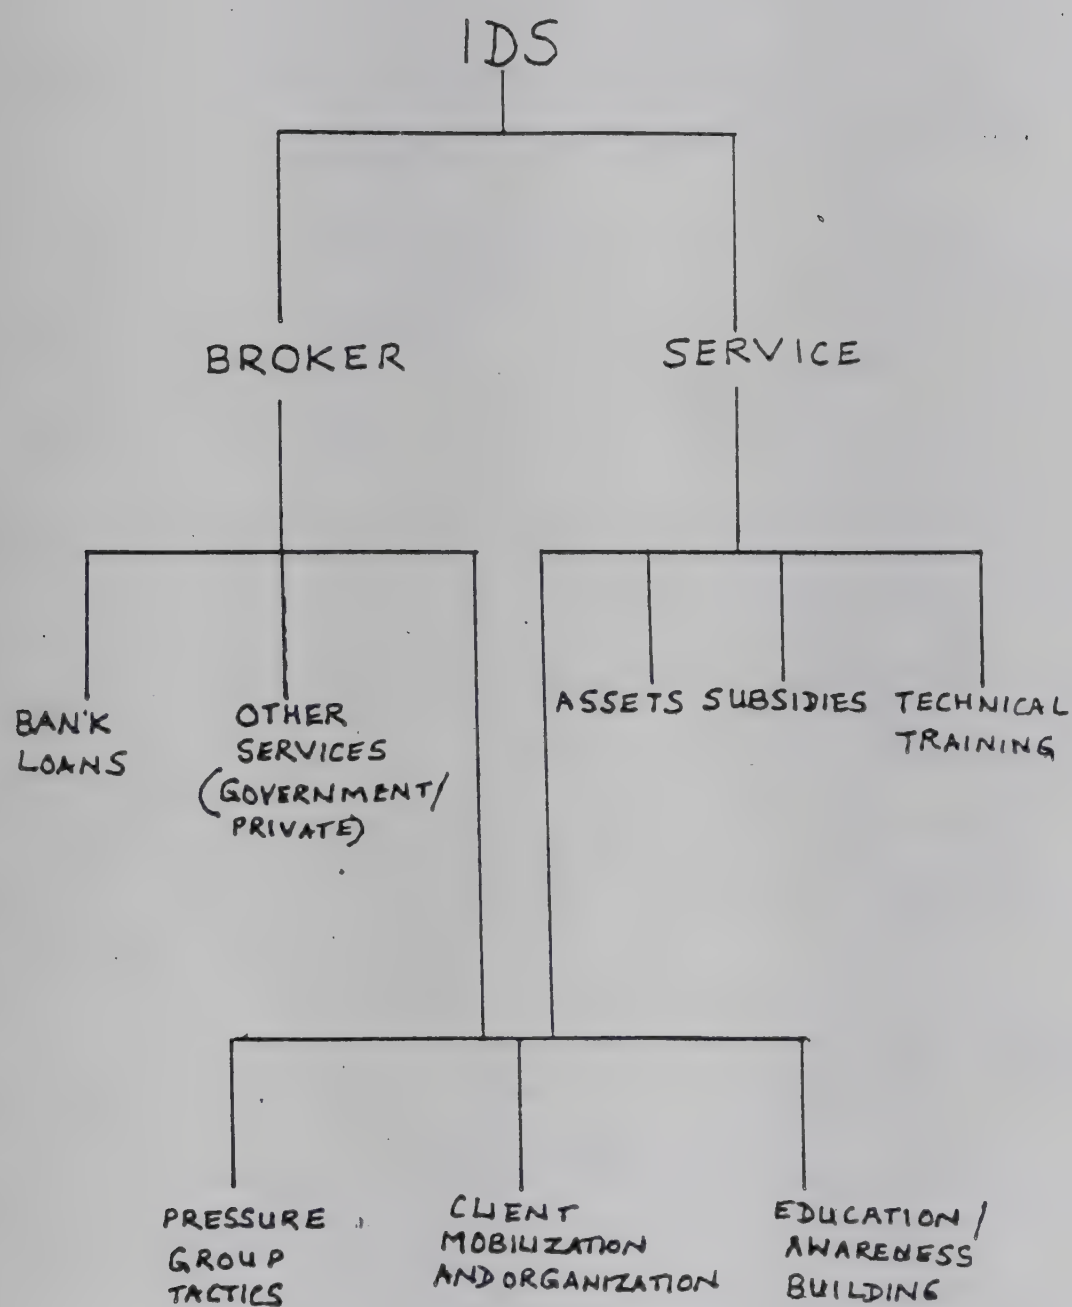 IDS
BROKER
SERVICE
BANK
LOANS
OTHER
SERVICES
(GOVERNMENT/
PRIVATE)
ASSETS
SUBSIDIES
TECHNICAL
TRAINING
PRESSURE
GROUP
TACTICS
CLIENT
MOBILIZATION
AND ORGANIZATION
EDUCATION/
AWARENESS
BUILDING